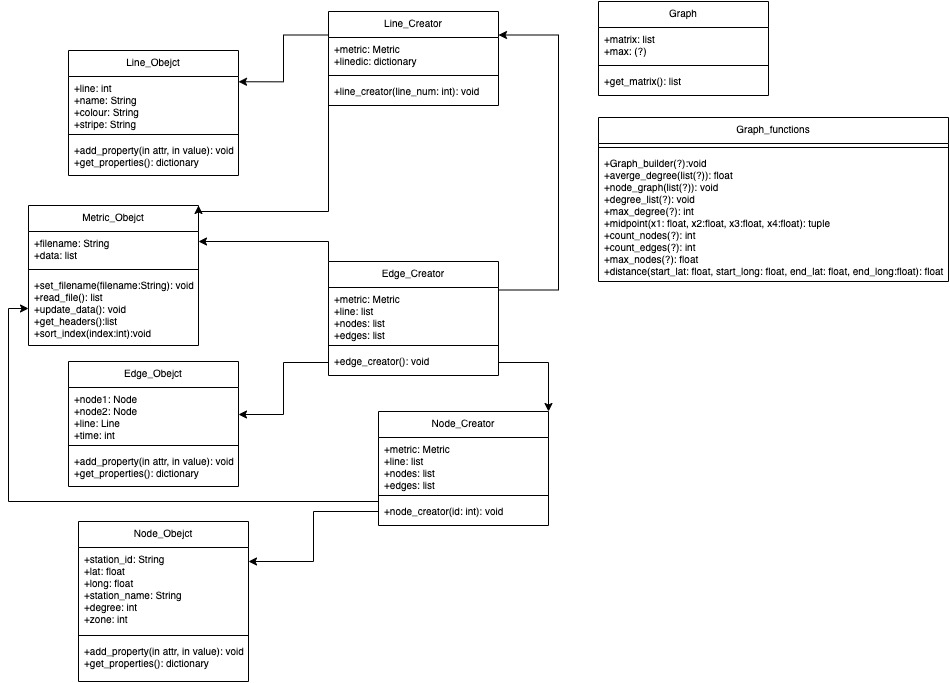 Line_Creator
+metric: Metric
+linedic: dictionary
+line_creator(line_num: int): void
Graph
+matrix: list
+max: (?)
+get_matrix(): list
Line_Obejct
+line: int
+name: String
+colour: String
+stripe: String
+add_property(in attr, in value): void
+get_properties(): dictionary
Graph_functions
+Graph_builder(?):void
+averge_degree(list(?)): float
+node_graph(list(?)): void
+degree_list(?): void
+max_degree(?): int
+midpoint(x1: float, x2:float, x3:float, x4:float): tuple
+count_nodes(?): int
+count_edges(?): int
+max_nodes(?): float
+distance(start_lat: float, start_long: float, end_lat: float, end_long:float): float
Metric_Obejct
+filename: String
+data: list
+set_filename(filename:String): void
+read_file(): list
+update_data(): void
+get_headers():list
+sort_index(index:int):void
Edge_Creator
+metric: Metric
+line: list
+nodes: list
+edges: list
+edge_creator(): void
Edge_Obejct
+node1: Node
+node2: Node
+line: Line
+time: int
+add_property(in attr, in value): void
+get_properties(): dictionary
Node_Creator
+metric: Metric
+line: list
+nodes: list
+edges: list
+node_creator(id: int): void
Node_Obejct
+station_id: String
+lat: float
+long: float
+station_name: String
+degree: int
+zone: int
+add_property(in attr, in value): void
+get_properties(): dictionary